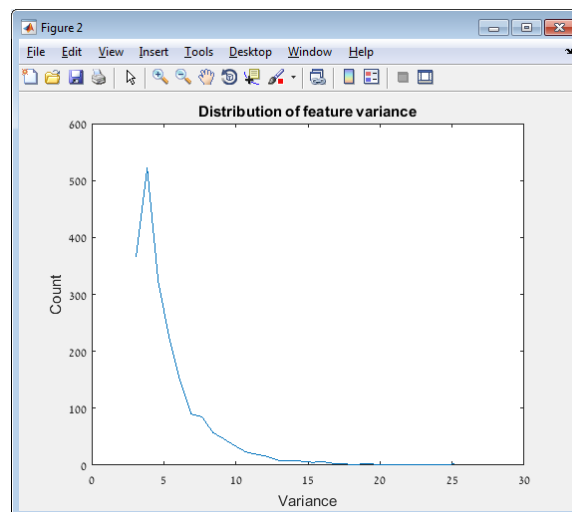 Figure 2
File Edit View Insert Tools Desktop Window Help
Distribution of feature variance
600
500
400
300
200
100
0
Count
0 5 10 15 20 25 30
Variance